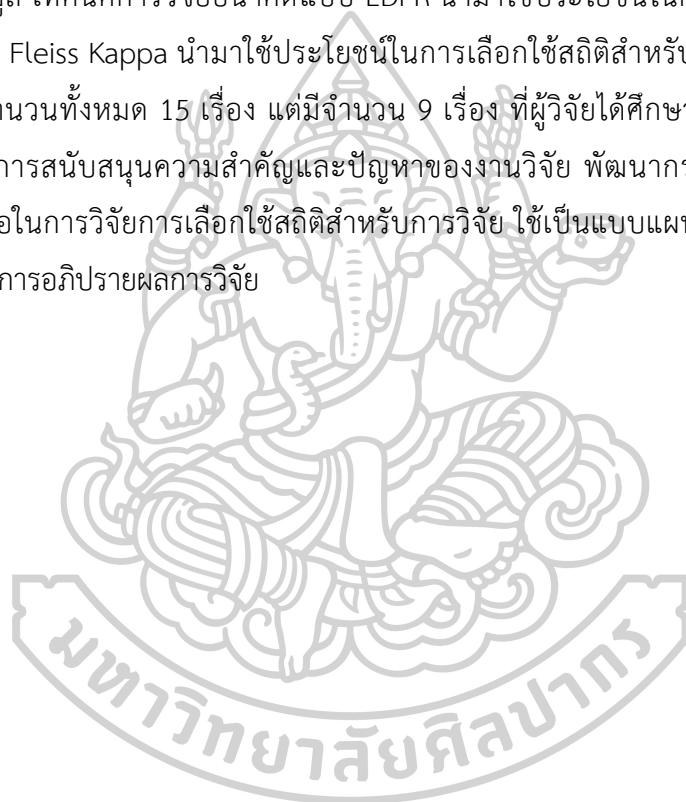 เทคนิคการวิจัยอนาคตแบบ EDFR นำมาใช้ประโยชน์ใน
Fleiss Kappa นำมาใช้ประโยชน์ในการเลือกใช้สถิติสำหรับ
จำนวนทั้งหมด 15 เรื่อง แต่มีจำนวน 9 เรื่อง ที่ผู้วิจัยได้ศึกษา
การสนับสนุนความสำคัญและปัญหาของงานวิจัย พัฒนากร
อในการวิจัยการเลือกใช้สถิติสำหรับการวิจัย ใช้เป็นแบบแผน
การอภิปรายผลการวิจัย
มหาวิทยาลัยศิลปากร